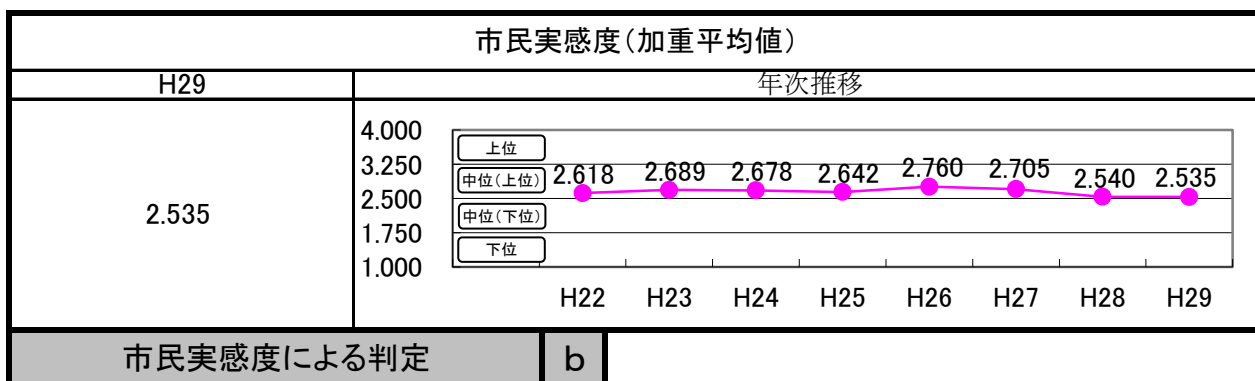 市民実感度(加重平均値)
H29 年次推移
2.535
4.000
3.250
2.500
1.750
1.000
上位
中位(上位)
中位(下位)
下位
2.618 2.689 2.678 2.642 2.760 2.705 2.540 2.535
H22 H23 H24 H25 H26 H27 H28 H29
市民実感度による判定 b